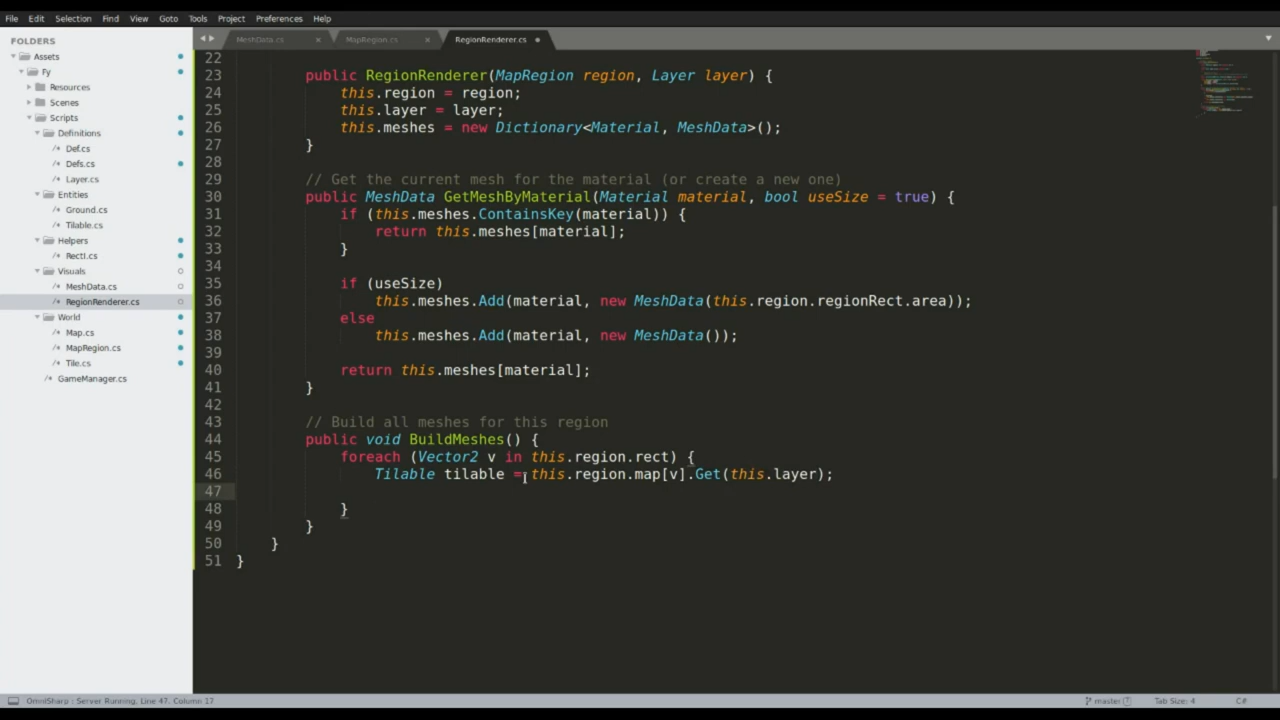 File Edit Selection Find View Goto Tools Project Preferences Help
FOLDERS
Assets
Fy
Resources
Scenes
Scripts
Definitions
/* Def.cs
/* Defs.cs
/* Layer.cs
Entities
/* Ground.cs
/* Tilable.cs
Helpers
/* RectI.cs
Visuals
/* MeshData.cs
/* RegionRenderer.cs
World
/* Map.cs
/* MapRegion.cs
/* Tile.cs
/* GameManager.cs
MeshData.cs × MapRegion.cs × RegionRenderer.cs
22
23 public RegionRenderer(MapRegion region, Layer layer) {
24 this.region = region;
25 this.layer = layer;
26 this.meshes = new Dictionary<Material, MeshData>();
27 }
28
29 // Get the current mesh for the material (or create a new one)
30 public MeshData GetMeshByMaterial(Material material, bool useSize = true) {
31 if (this.meshes.ContainsKey(material)) {
32 return this.meshes[material];
33 }
34
35 if (useSize)
36 this.meshes.Add(material, new MeshData(this.region.regionRect.area));
37 else
38 this.meshes.Add(material, new MeshData());
39
40 return this.meshes[material];
41 }
42
43 // Build all meshes for this region
44 public void BuildMeshes() {
45 foreach (Vector2 v in this.region.rect) {
46 Tilable tilable = this.region.map[v].Get(this.layer);
47
48 }
49 }
50 }
51 }
OmniSharp : Server Running, Line 47, Column 17 master Tab Size: 4 C#